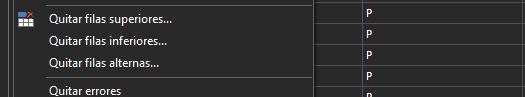 Quitar filas superiores... P
Quitar filas inferiores... P
Quitar filas alternas... P
P
Quitar errores P